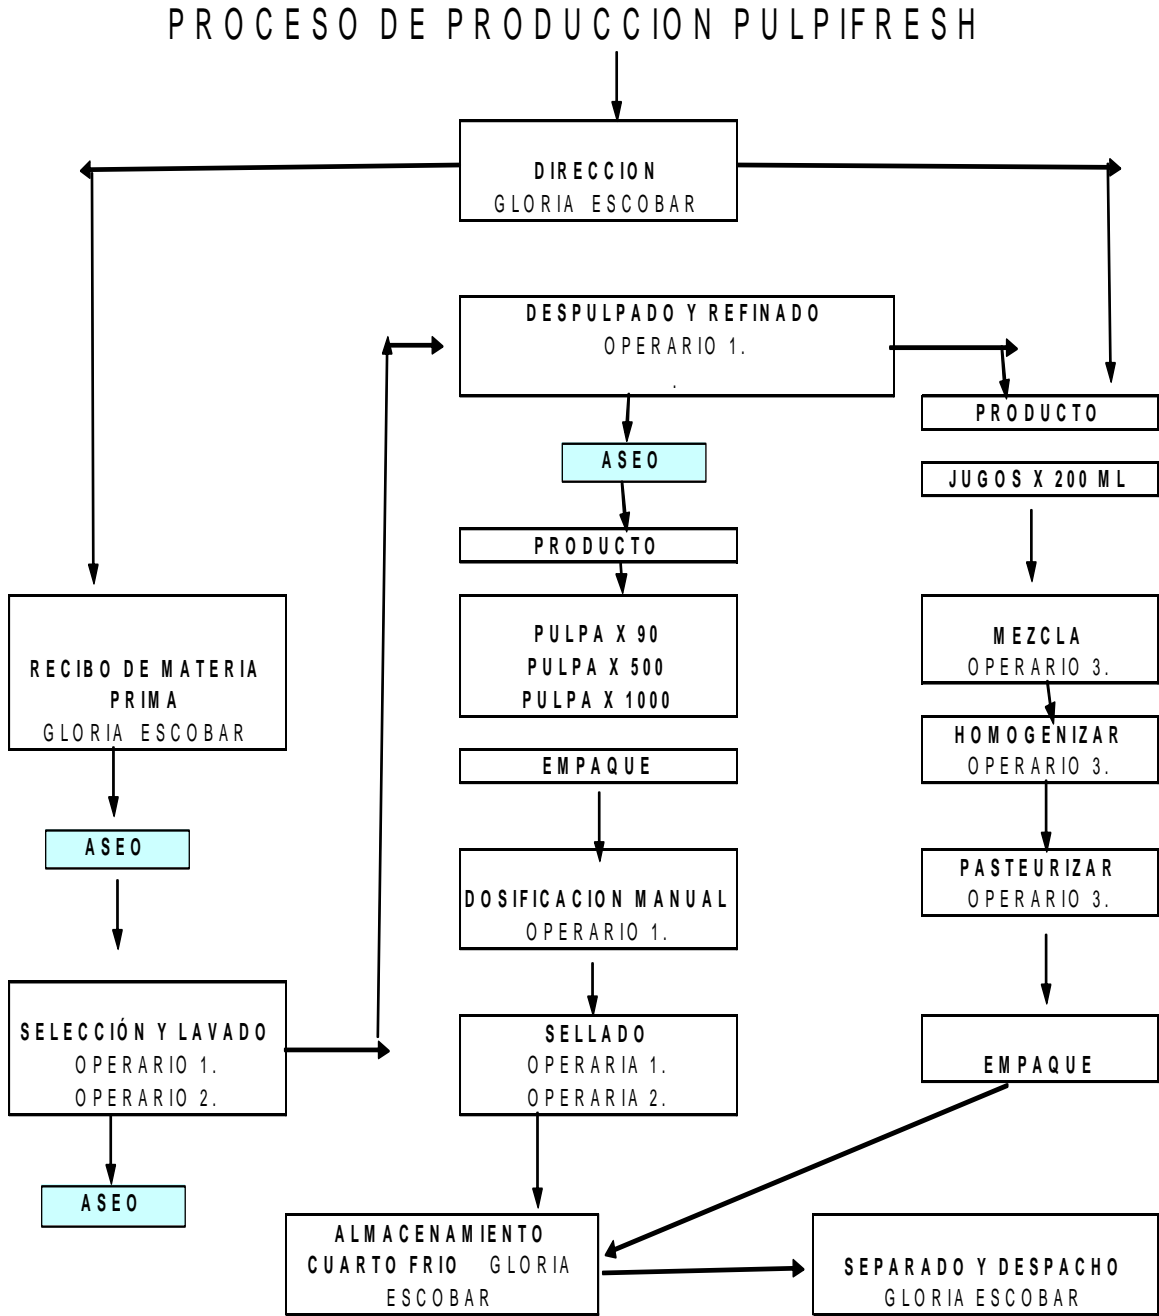 PROCESO DE PRODUCCION PULPIFRESH
DIRECCION
GLORIA ESCOBAR
DESPULPADO Y REFINADO
OPERARIO 1.
.
ASEO
PRODUCTO
PULPA X 90
PULPA X 500
PULPA X 1000
EMPAQUE
DOSIFICACION MANUAL
OPERARIO 1.
SELLADO
OPERARIA 1.
OPERARIA 2.
RECIBO DE MATERIA
PRIMA
GLORIA ESCOBAR
ASEO
SELECCIÓN Y LAVADO
OPERARIO 1.
OPERARIO 2.
ASEO
PRODUCTO
JUGOS X 200 ML
MEZCLA
OPERARIO 3.
HOMOGENIZAR
OPERARIO 3.
PASTEURIZAR
OPERARIO 3.
EMPAQUE
ALMACENAMIENTO
CUARTO FRIO GLORIA
ESCOBAR
SEPARADO Y DESPACHO
GLORIA ESCOBAR